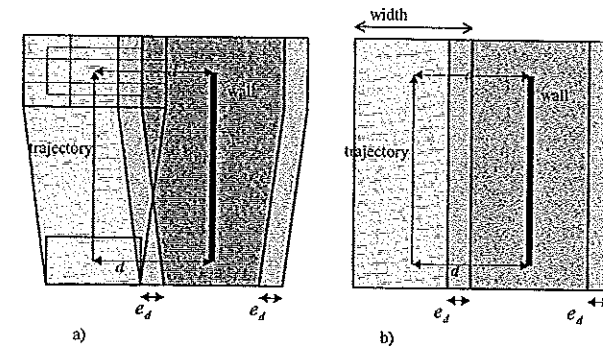 width
d
wall
wall
trajectory
trajectory
d
d
e_d
e_d
e_d
e_d
a)
b)